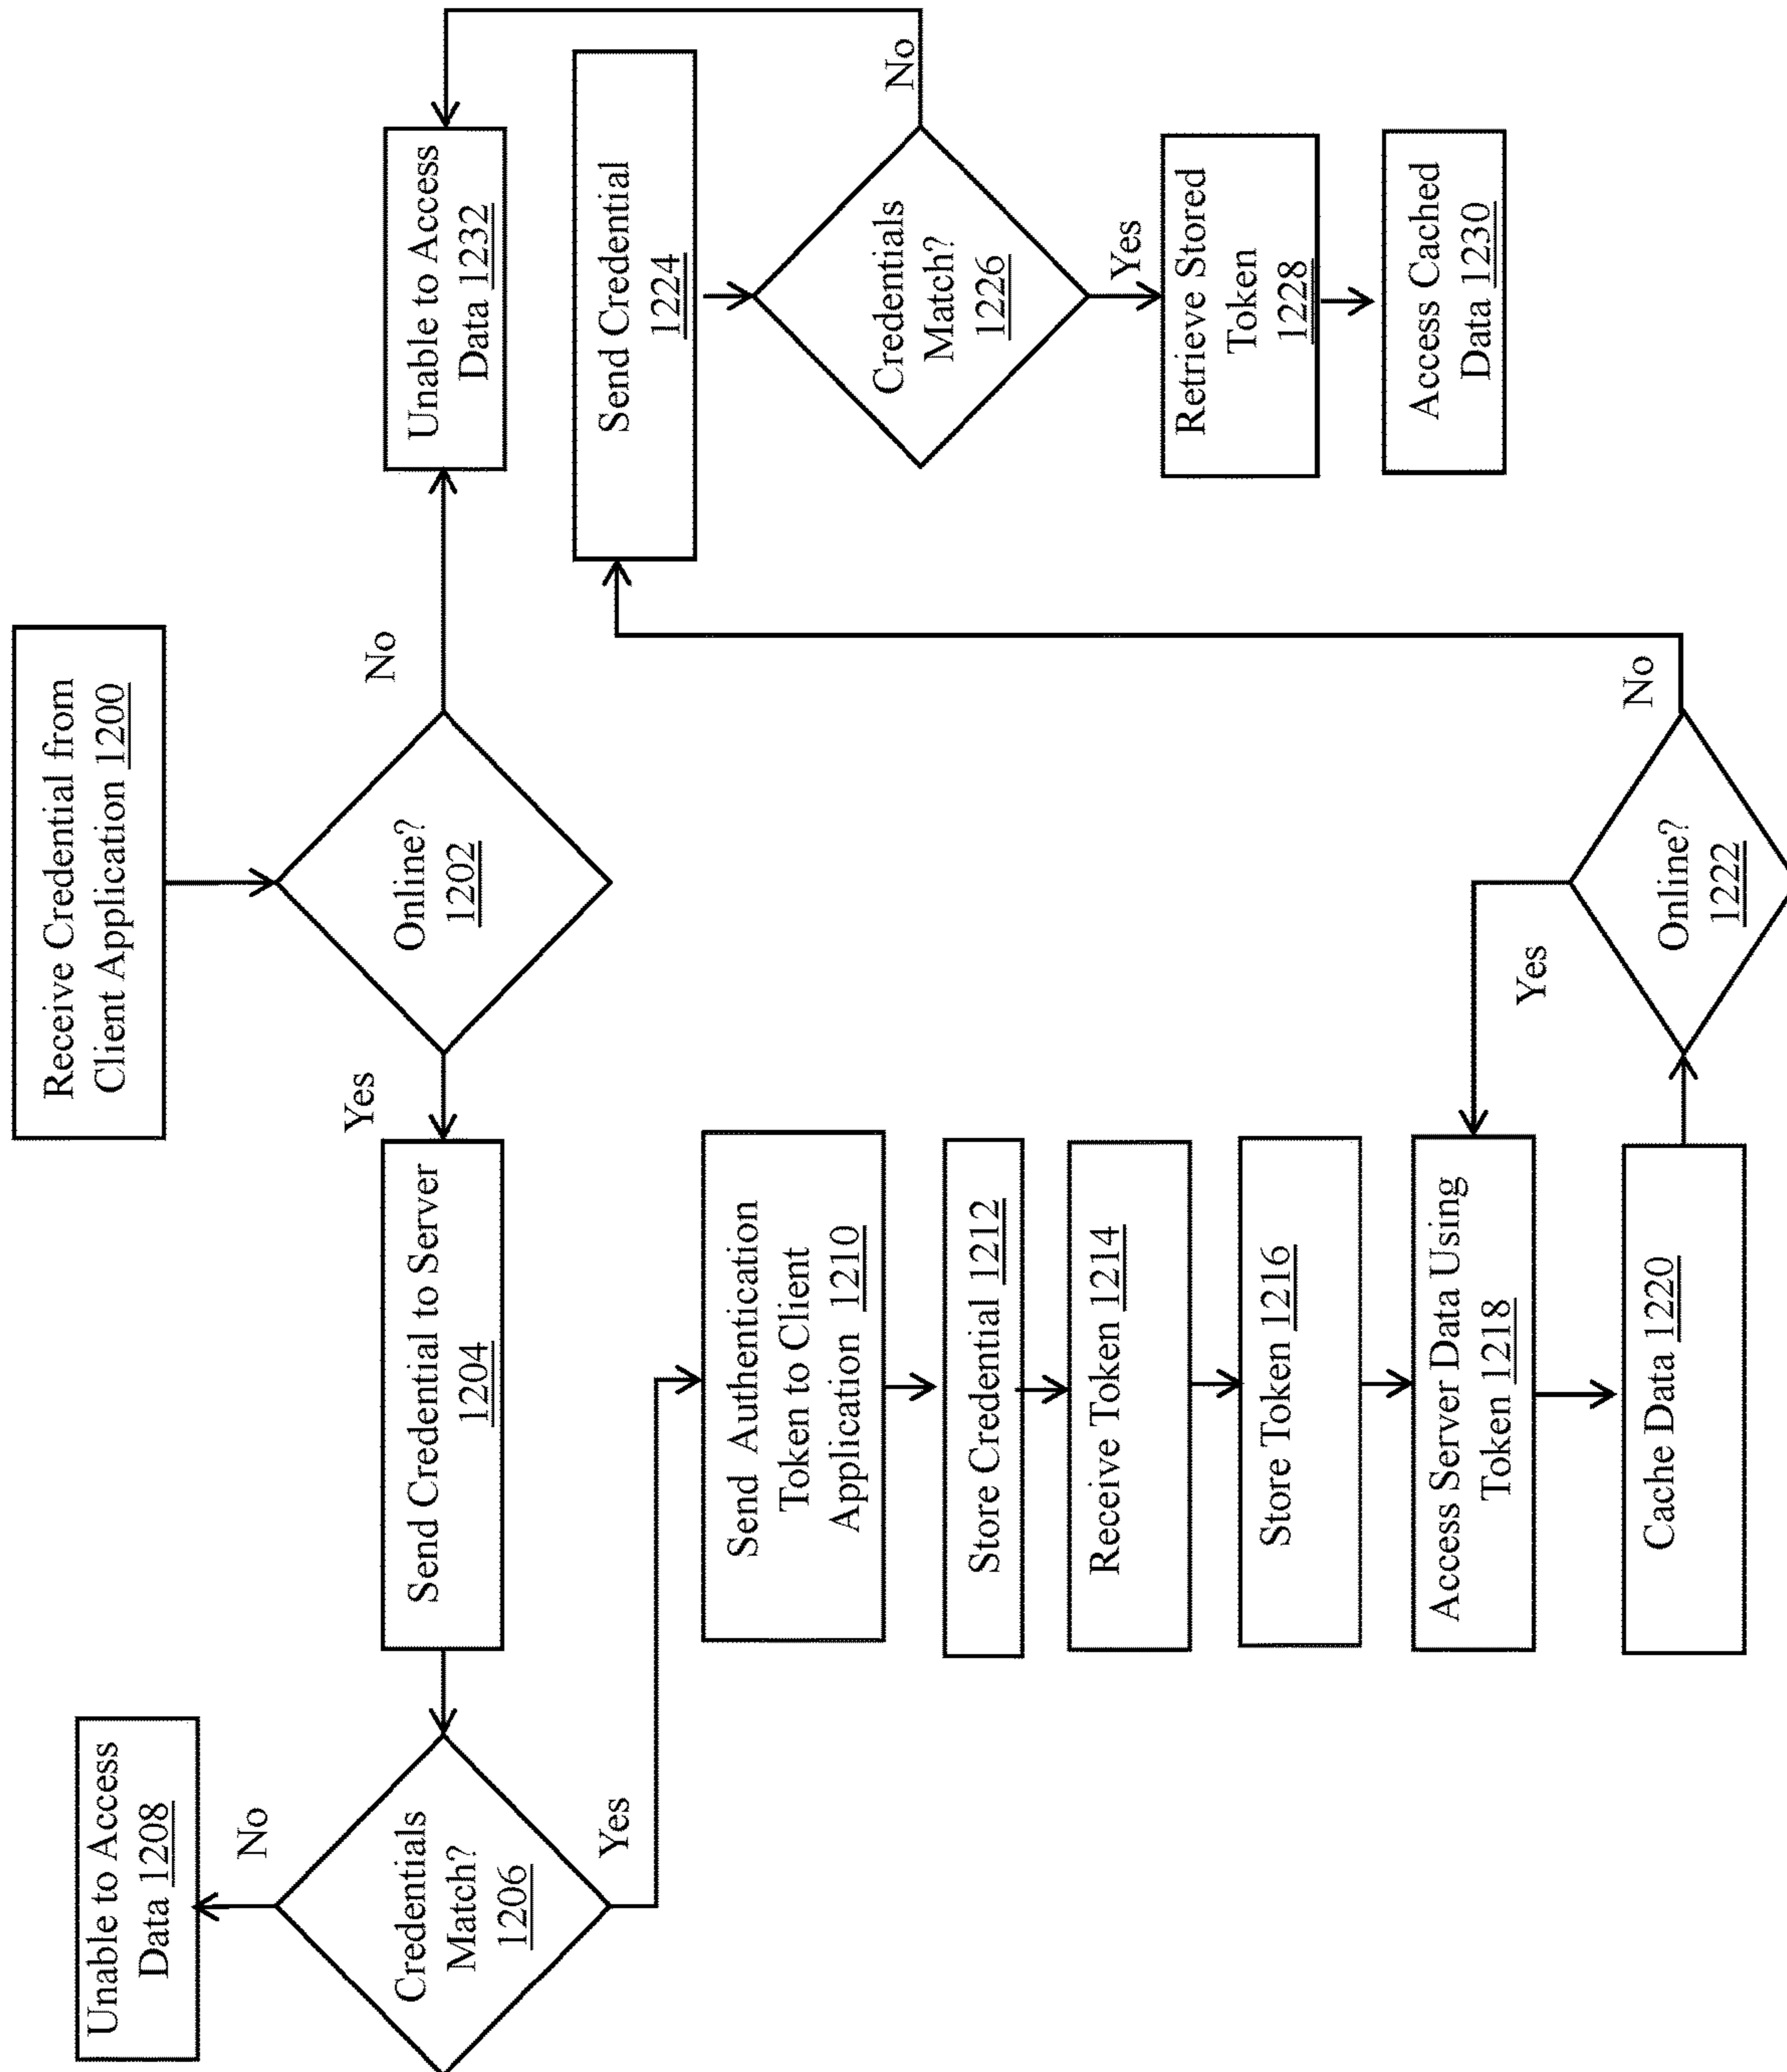 Receive Credential from
Client Application 1200
Online?
1202
No
Yes
Unable to Access
Data 1232
Send Credential to Server
1204
Credentials
Match?
1206
No
Unable to Access
Data 1208
Yes
Send Authentication
Token to Client
Application 1210
Store Credential 1212
Receive Token 1214
Store Token 1216
Access Server Data Using
Token 1218
Cache Data 1220
Online?
1222
Yes
No
Send Credential
1224
Credentials
Match?
1226
No
Yes
Retrieve Stored
Token
1228
Access Cached
Data 1230